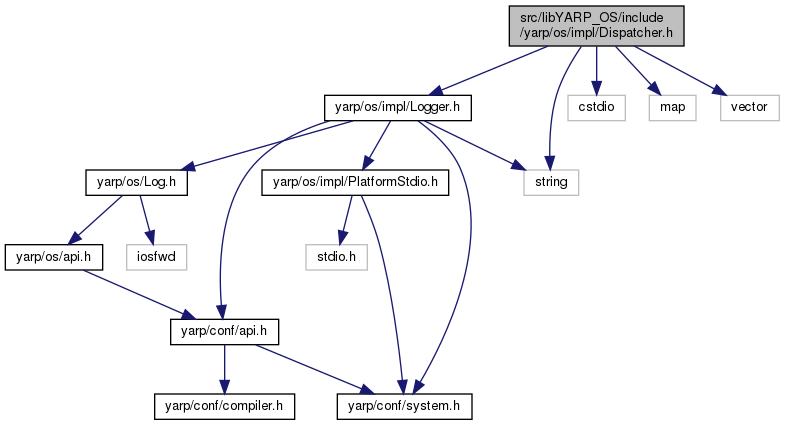 src/libYARP_OS/include
/yarp/os/impl/Dispatcher.h
yarp/os/impl/Logger.h
cstdio
map
vector
yarp/os/Log.h
yarp/os/impl/PlatformStdio.h
string
yarp/os/api.h
iosfwd
stdio.h
yarp/conf/api.h
yarp/conf/compiler.h
yarp/conf/system.h